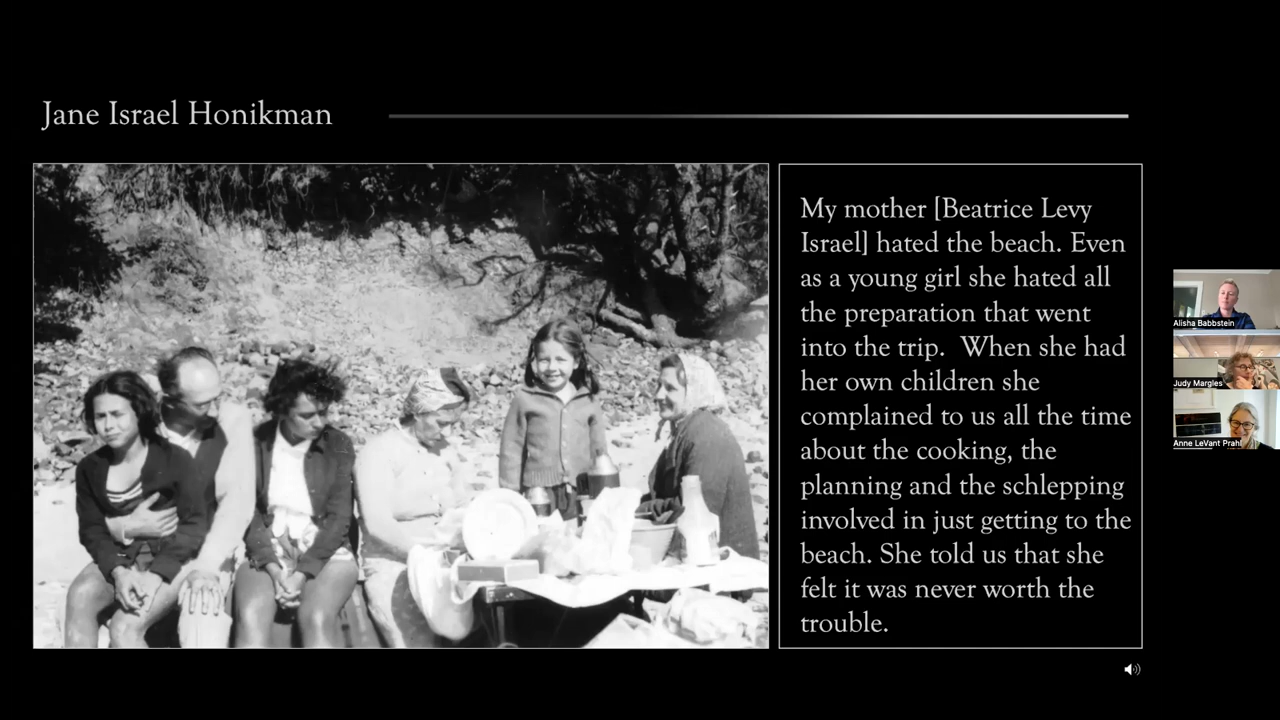 Jane Israel Honikman
My mother [Beatrice Levy
Israel] hated the beach. Even
as a young girl she hated all
the preparation that went
into the trip.  When she had
her own children she
complained to us all the time
about the cooking, the
planning and the schlepping
involved in just getting to the
beach. She told us that she
felt it was never worth the
trouble.
Alisha Babbstein
Judy Margles
Anne LeVant Prahl